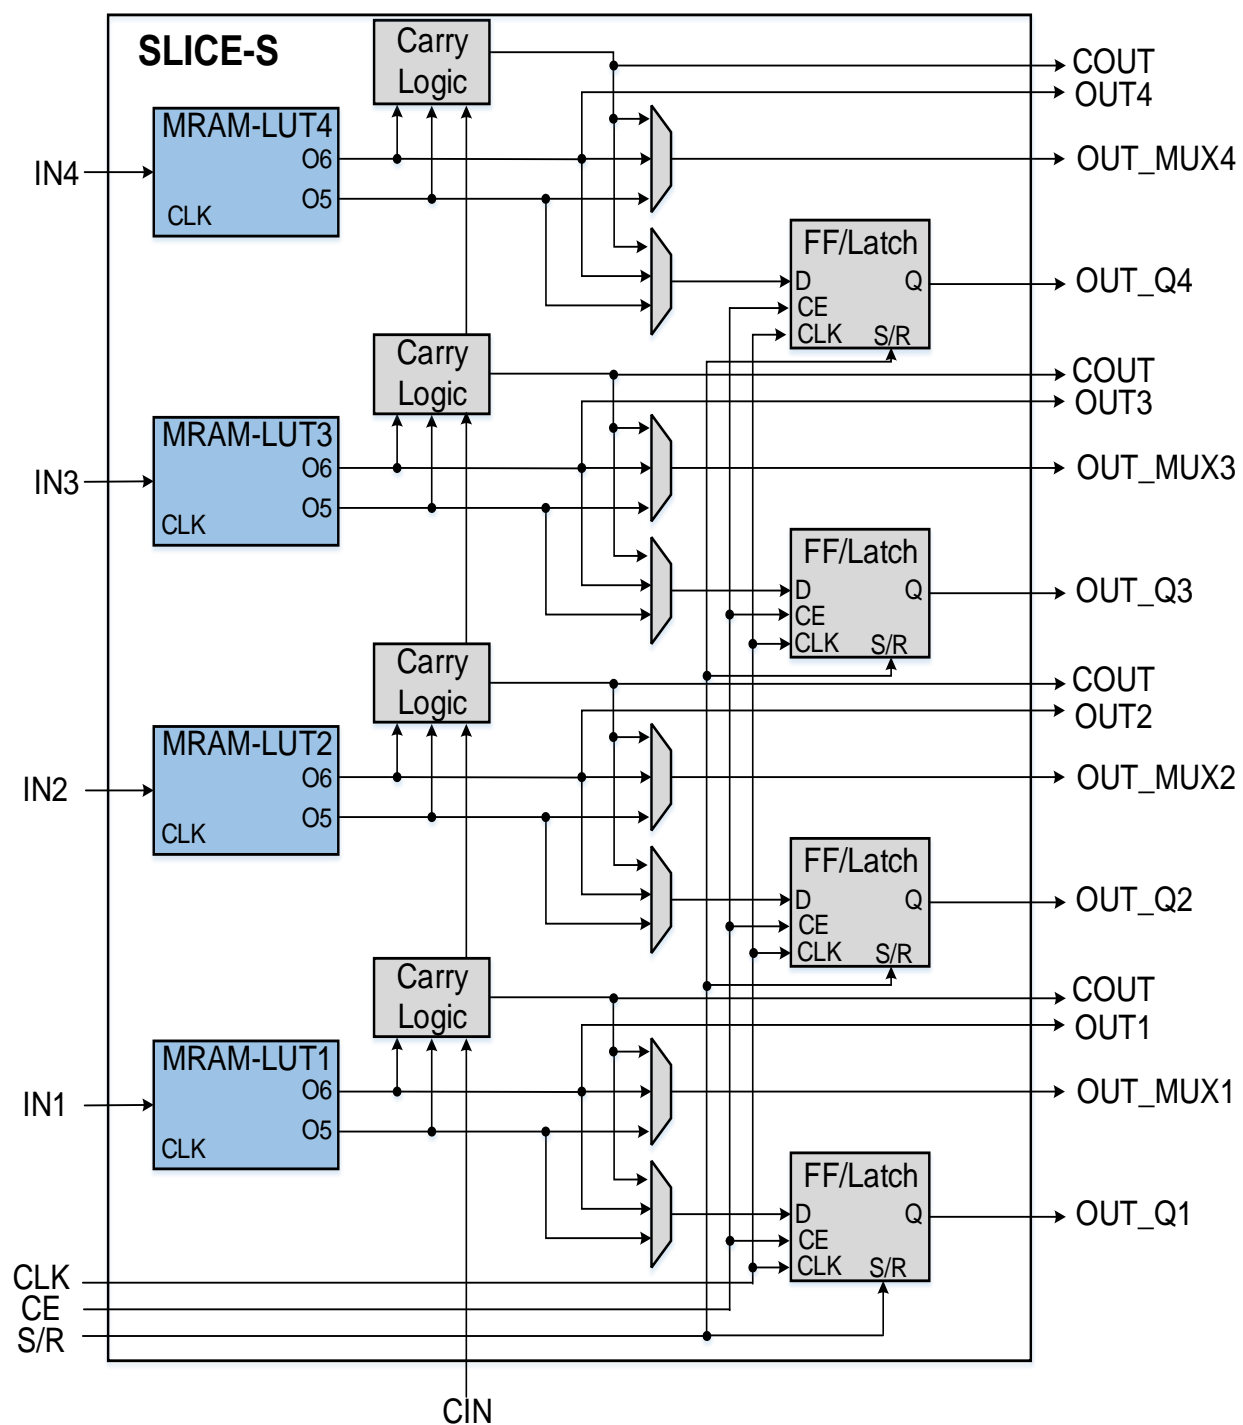 SLICE-S
Carry
Logic
COUT
OUT4
MRAM-LUT4
O6
OUT_MUX4
IN4
O5
CLK
FF/Latch
D
Q
OUT_Q4
CE
CLK
S/R
Carry
Logic
COUT
OUT3
MRAM-LUT3
O6
OUT_MUX3
IN3
O5
CLK
FF/Latch
D
Q
OUT_Q3
CE
CLK
S/R
Carry
Logic
COUT
OUT2
MRAM-LUT2
O6
OUT_MUX2
IN2
O5
CLK
FF/Latch
D
Q
OUT_Q2
CE
CLK
S/R
Carry
Logic
COUT
OUT1
MRAM-LUT1
O6
OUT_MUX1
IN1
O5
CLK
FF/Latch
D
Q
OUT_Q1
CE
CLK
S/R
CLK
CE
S/R
CIN